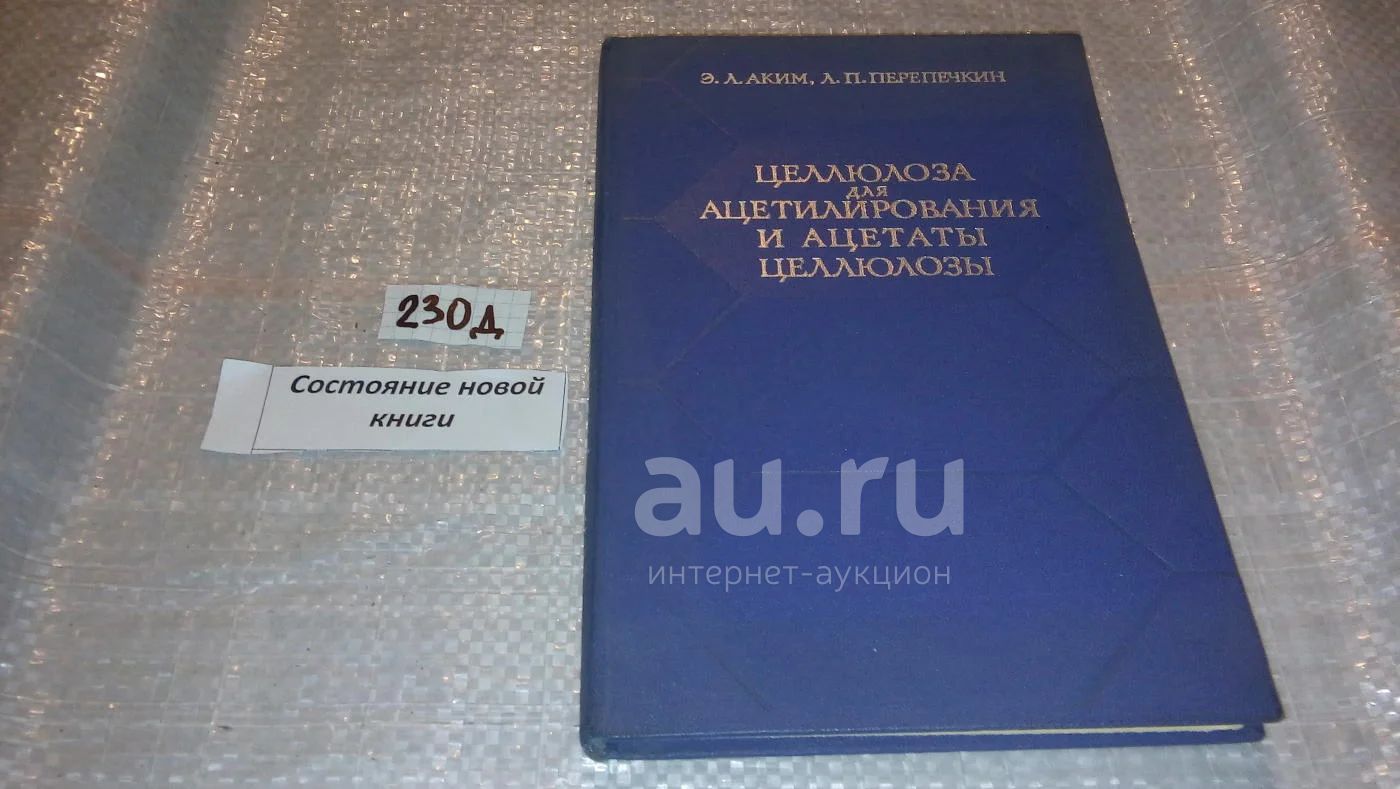 Э. Л. АКИМ, Л. П. ПЕРЕПЕЧКИН
ЦЕЛЛЮЛОЗА
ДЛЯ
АЦЕТИЛИРОВАНИЯ
И АЦЕТАТЫ
ЦЕЛЛЮЛОЗЫ
230Д
Состояние новой
книги
au.ru
интернет-аукцион